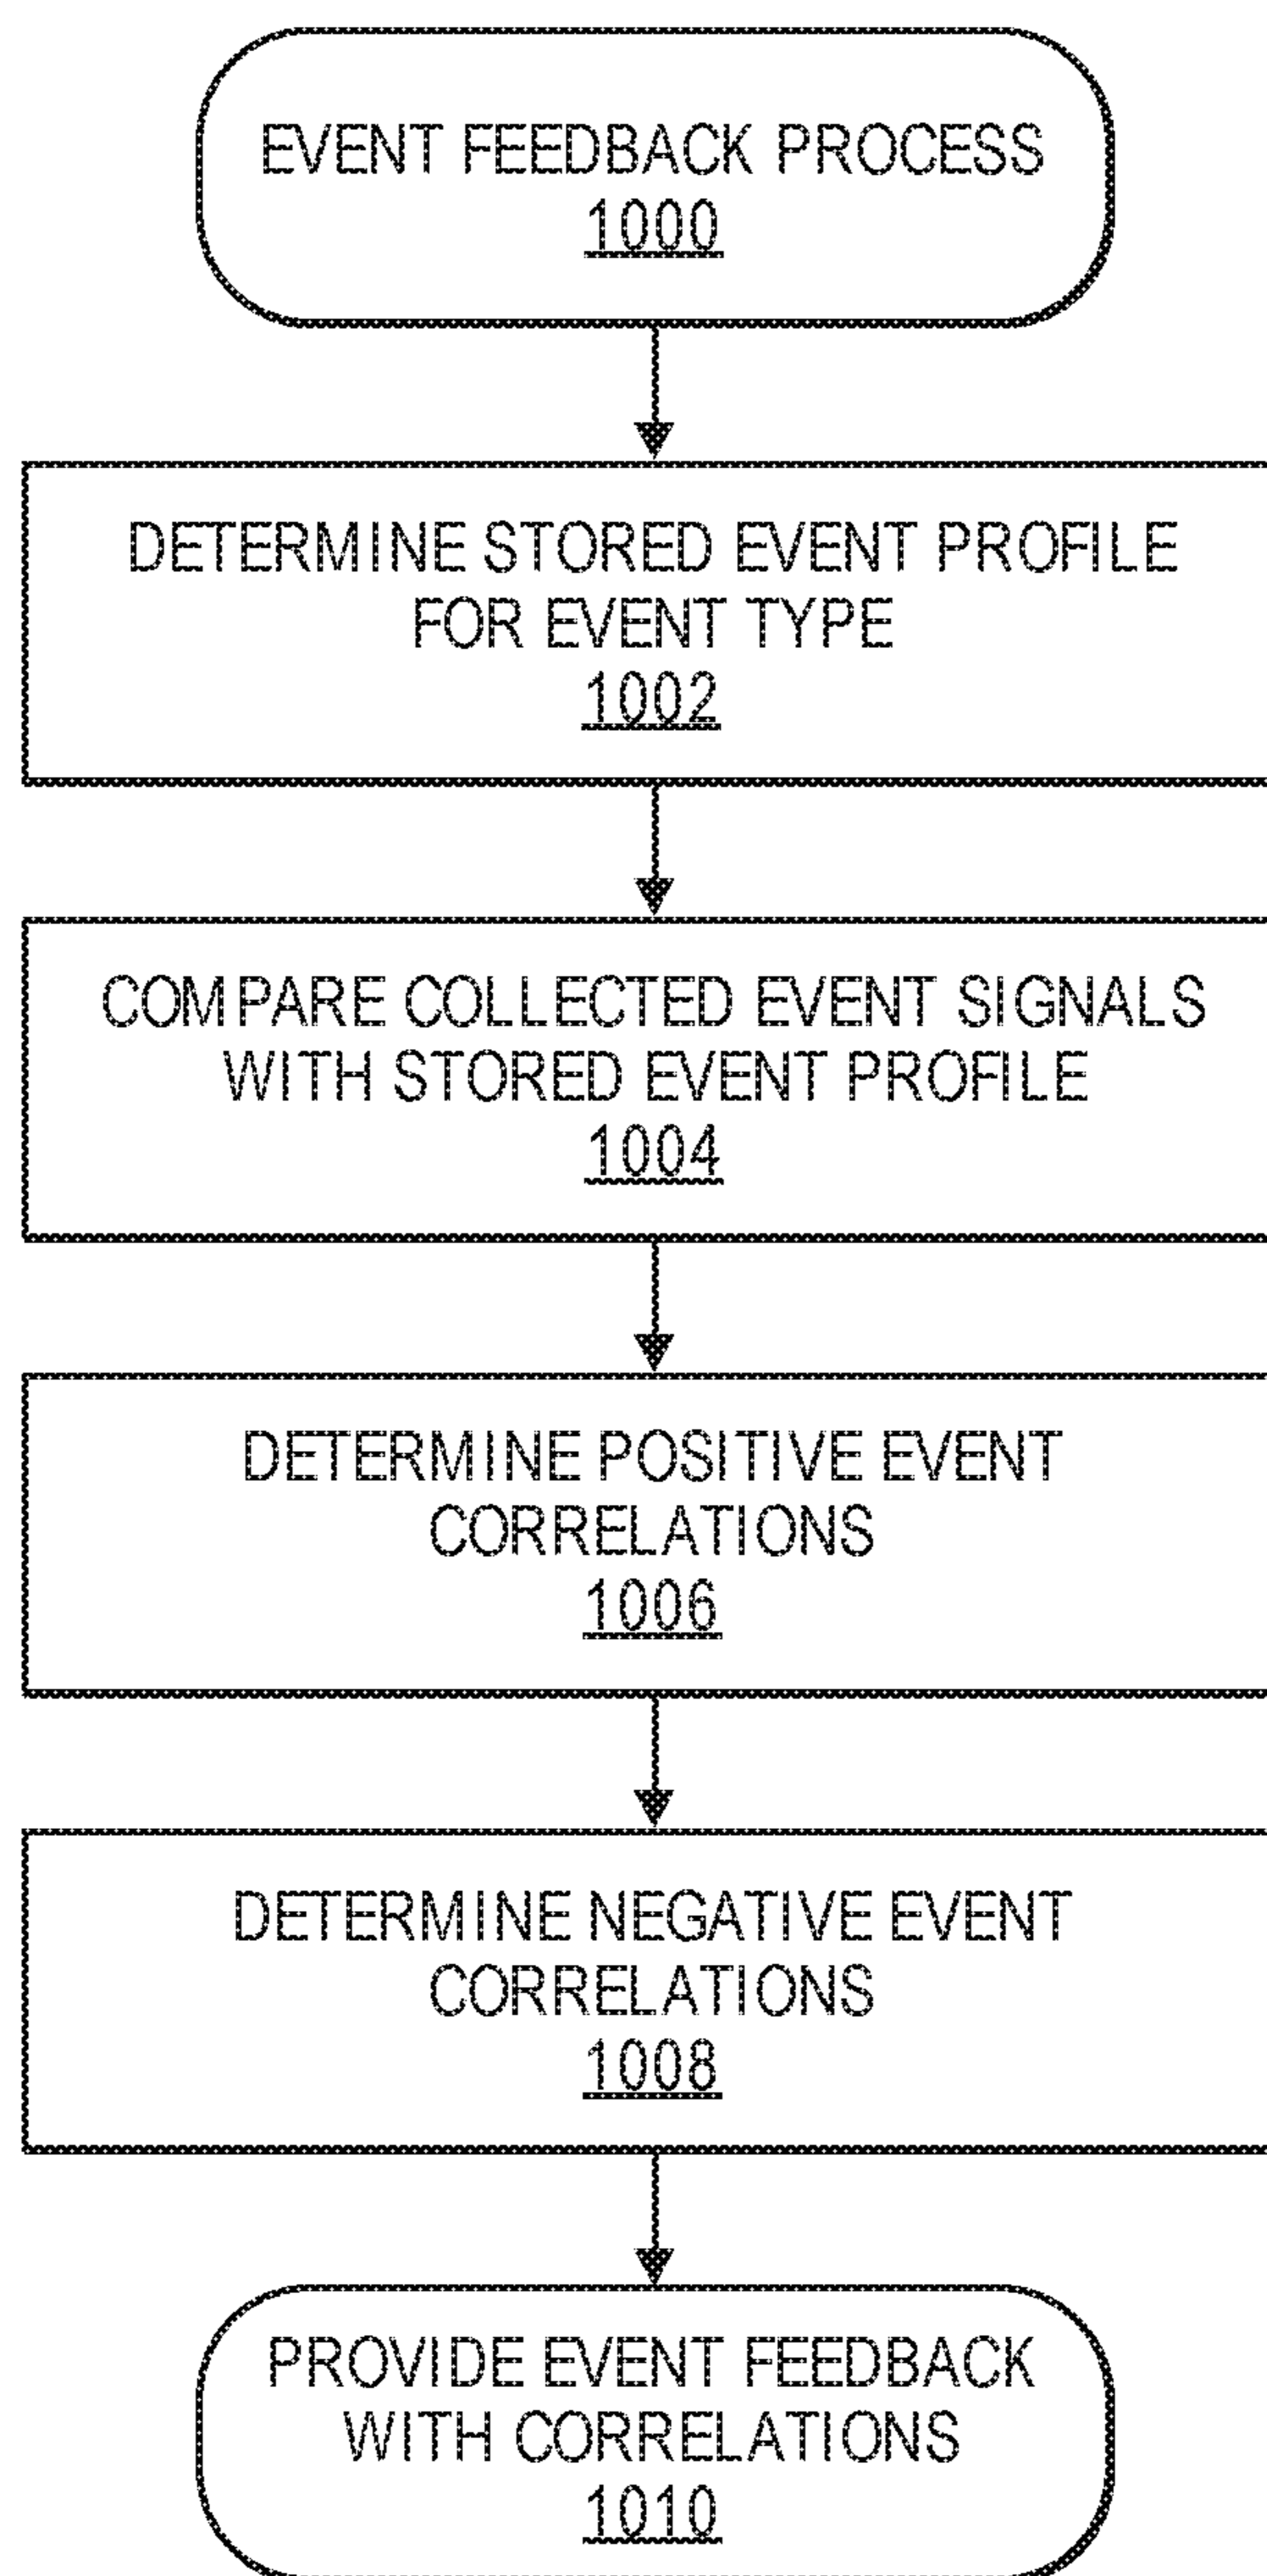 EVENT FEEDBACK PROCESS
1000
DETERMINE STORED EVENT PROFILE
FOR EVENT TYPE
1002
COMPARE COLLECTED EVENT SIGNALS
WITH STORED EVENT PROFILE
1004
DETERMINE POSITIVE EVENT
CORRELATIONS
1006
DETERMINE NEGATIVE EVENT
CORRELATIONS
1008
PROVIDE EVENT FEEDBACK
WITH CORRELATIONS
1010